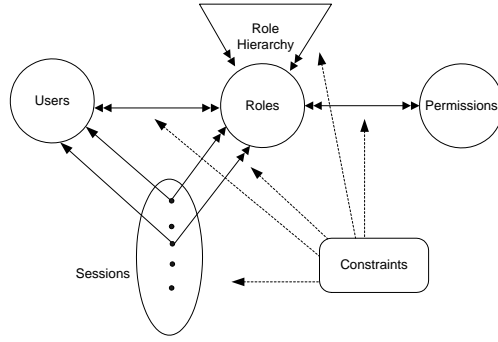 Role
Hierarchy
Users
Roles
Permissions
Sessions
Constraints